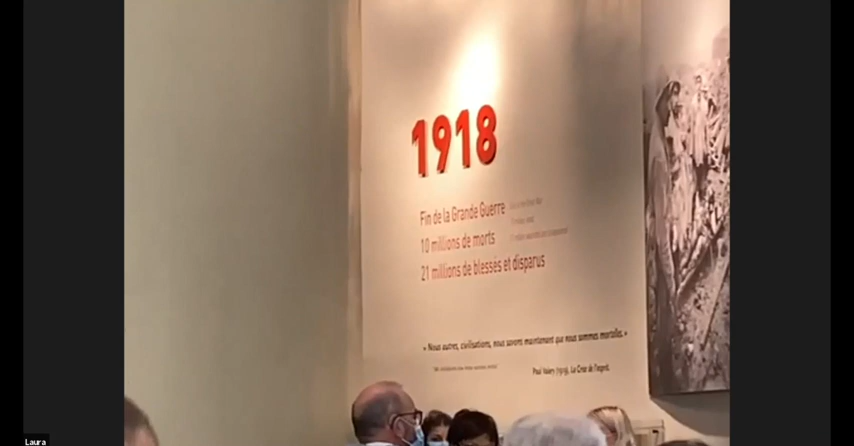 1918
Fin de la Grande Guerre
10 millions de morts
21 millions de blessés et disparus
« Nous autres, civilisations, nous savons maintenant que nous sommes mortelles. »
Paul Valéry (1919), La Crise de l'esprit.
Laura